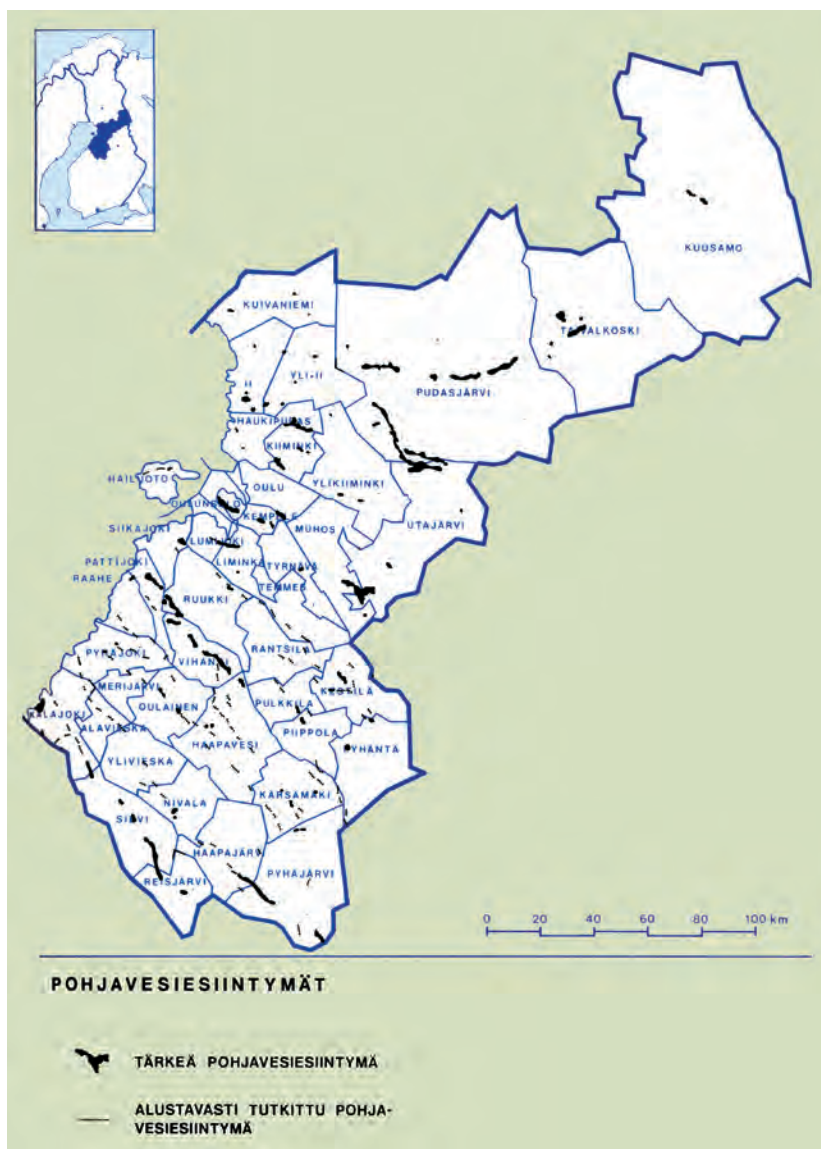 KUUSAMO
KUIVANIEMI
TAIVALKOSKI
II
YLI-II
PUDASJÄRVI
HAUKIPUDAS
KIIMINKI
HAILUOTO
OULU
YLIKIIMINKI
OULUNSALO
KEMPELE
SIIKAJOKI
LUMIJOKI
MUHOS
UTAJÄRVI
PATTIJOKI
LIMINKA
TYRNÄVÄ
RAAHE
TEMMES
RUUKKI
PYHÄJOKI
VIHANTI
RANTSILA
MERIJÄRVI
KESTILÄ
OULAINEN
PULKKILA
KALAJOKI
ALAVIESKA
PIIPPOLA
HAAPAVESI
PYHÄNTÄ
YLIVIESKA
KÄRSÄMÄKI
NIVALA
SIEVI
HAAPAJÄRVI
PYHÄJÄRVI
REISJÄRVI
0 20 40 60 80 100 km
POHJAVESIESIINTYMÄT
TÄRKEÄ POHJAVESIESIINTYMÄ
ALUSTAVASTI TUTKITTU POHJA-
VESIESIINTYMÄ